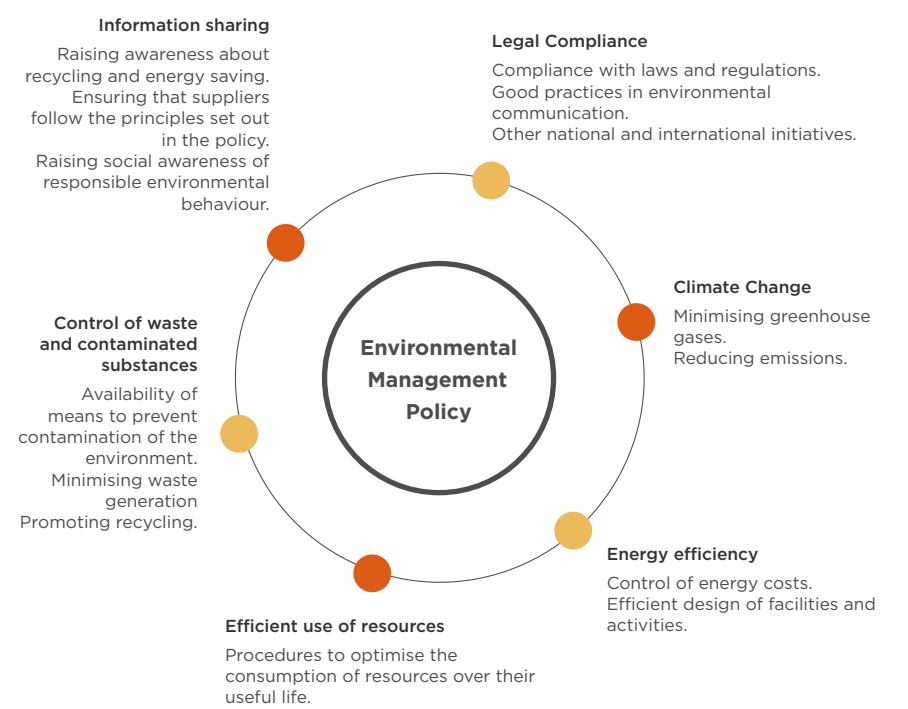 Information sharing
Raising awareness about
recycling and energy saving.
Ensuring that suppliers
follow the principles set out
in the policy.
Raising social awareness of
responsible environmental
behaviour.
Legal Compliance
Compliance with laws and regulations.
Good practices in environmental
communication.
Other national and international initiatives.
Climate Change
Minimising greenhouse
gases.
Reducing emissions.
Control of waste
and contaminated
substances
Availability of
means to prevent
contamination of the
environment.
Minimising waste
generation
Promoting recycling.
Environmental
Management
Policy
Energy efficiency
Control of energy costs.
Efficient design of facilities and
activities.
Efficient use of resources
Procedures to optimise the
consumption of resources over their
useful life.